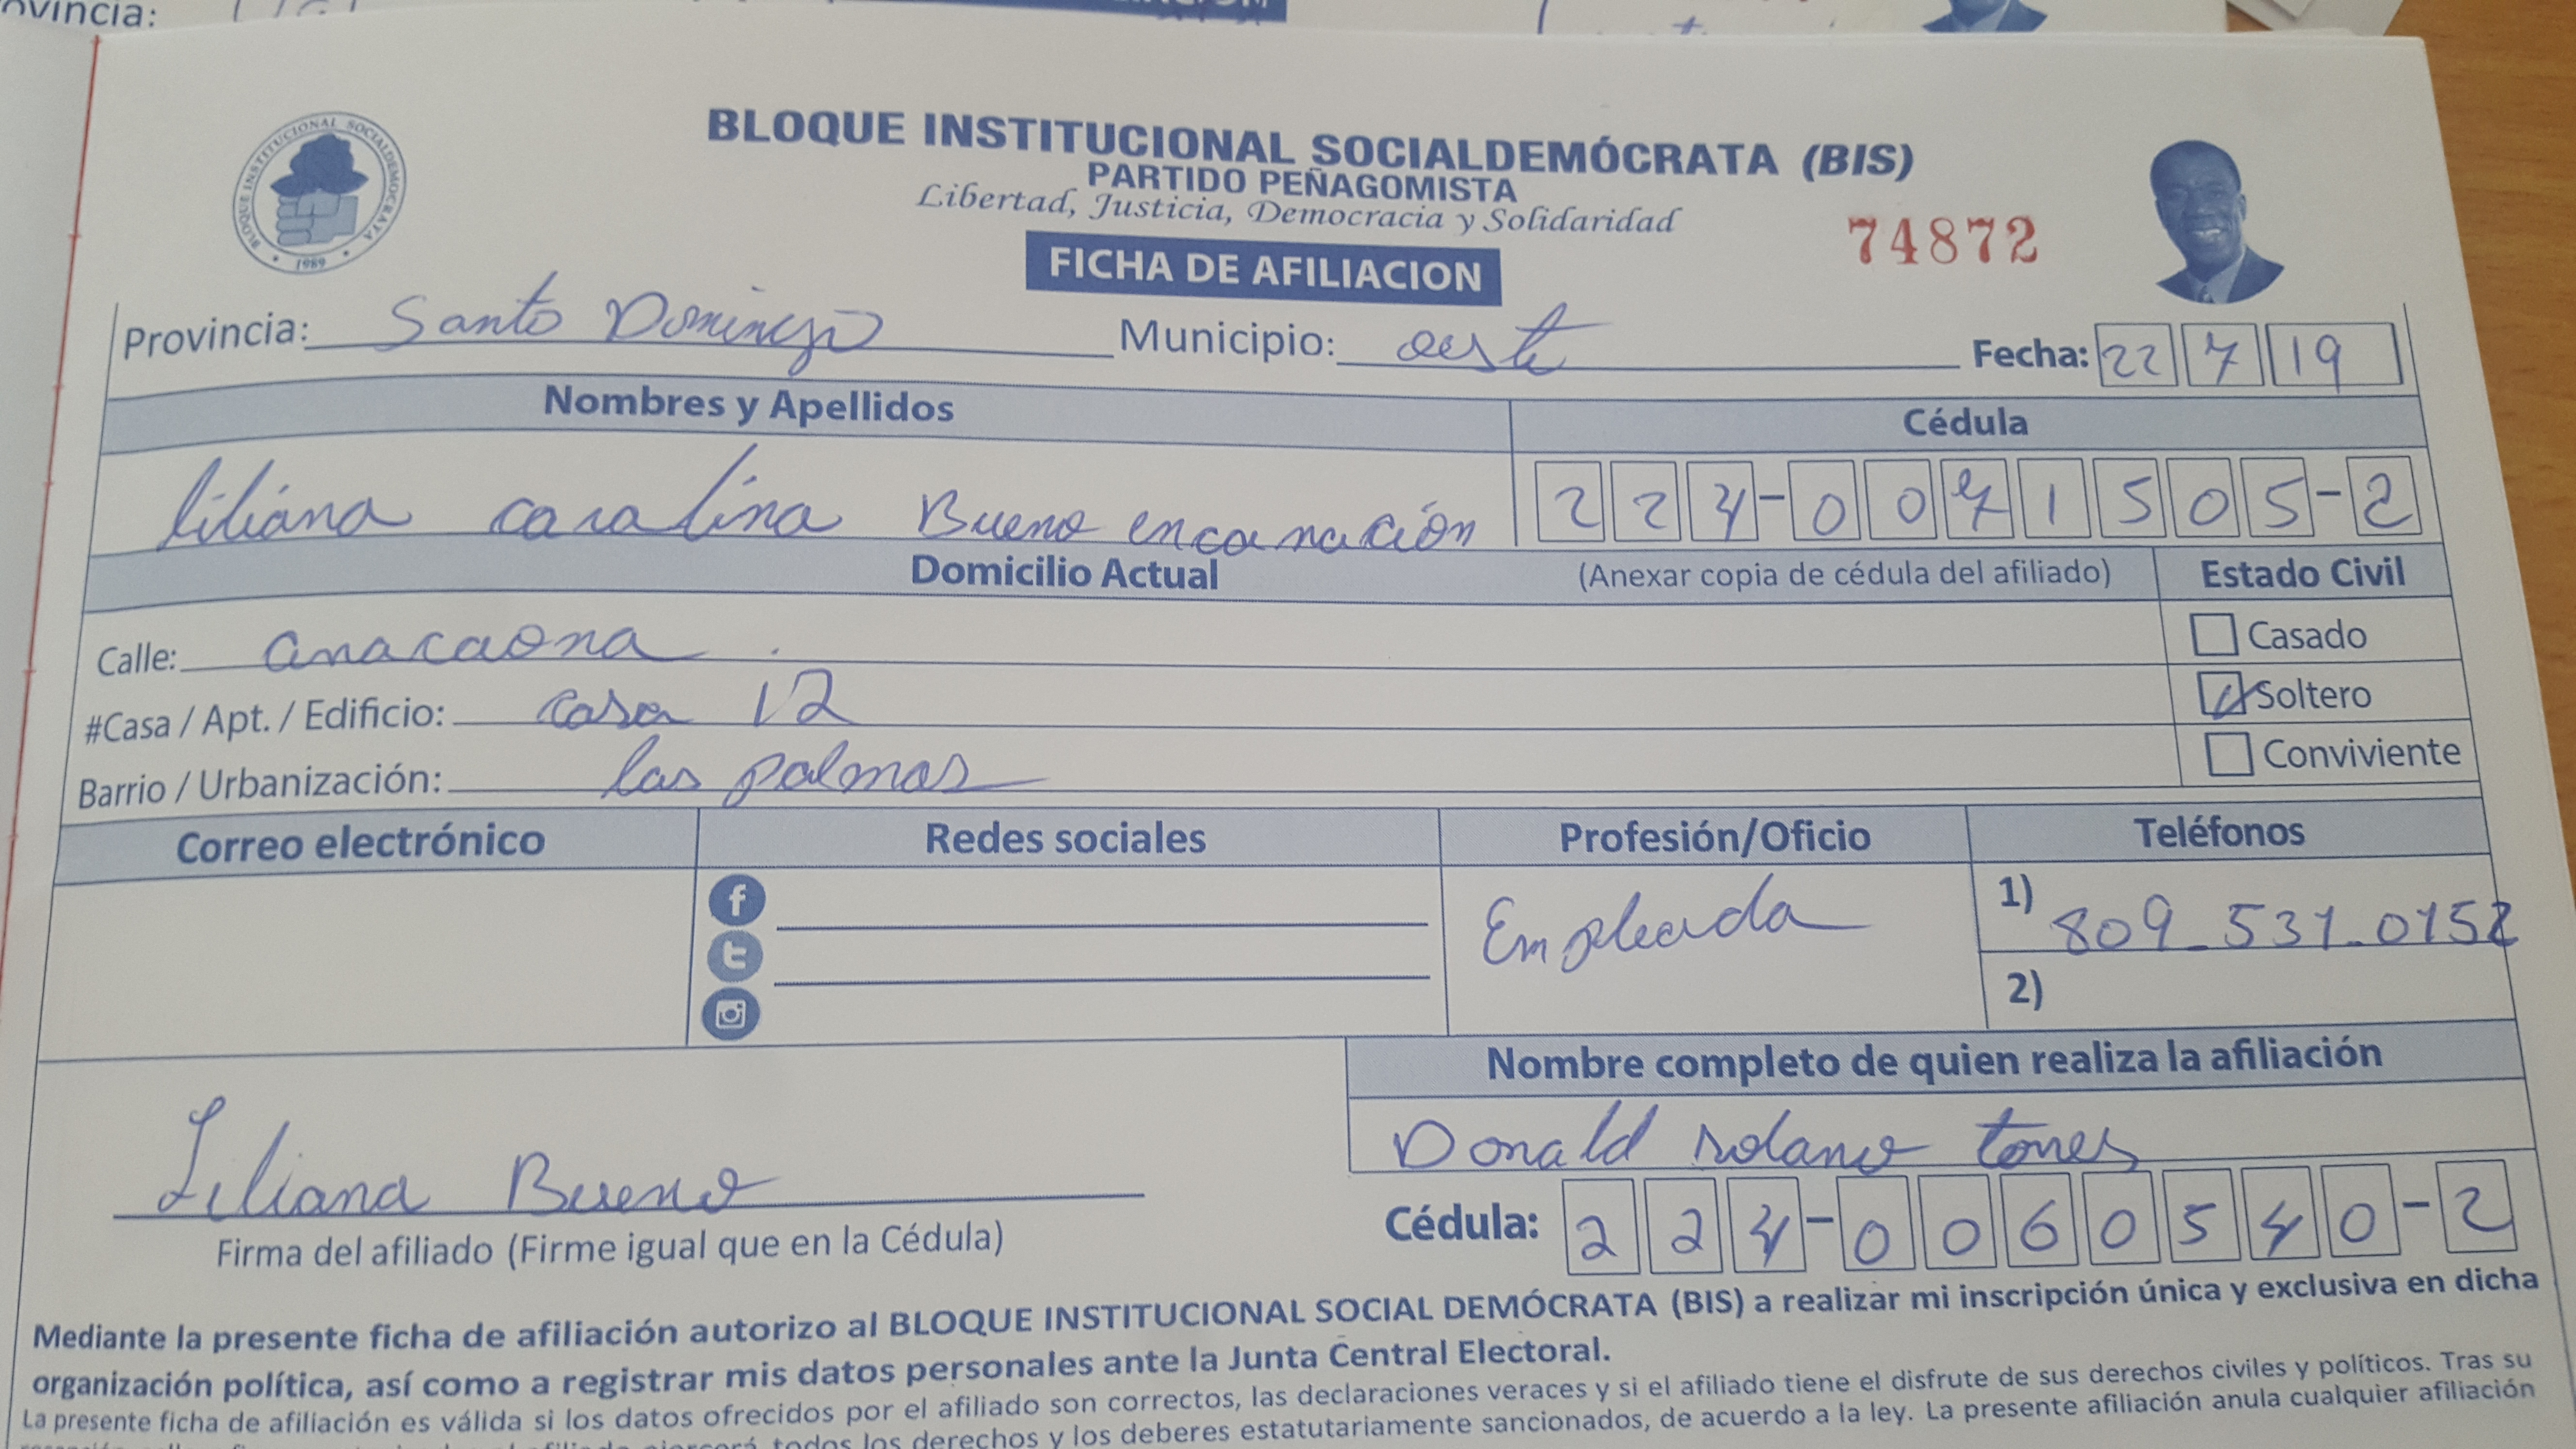 ovincia:
BLOQUE INSTITUCIONAL SOCIALDEMÓCRATA (BIS)
PARTIDO PEÑAGOMISTA
Libertad, Justicia, Democracia y Solidaridad
BLOQUE INSTITUCIONAL SOCIALDEMOCRATA
1989
74872
FICHA DE AFILIACION
Provincia: Santo Domingo Municipio: oeste Fecha: 22 7 19
Nombres y Apellidos Cédula
liliana carolina Bueno encarnación 224-0071505-2
Domicilio Actual (Anexar copia de cédula del afiliado) Estado Civil
Calle: anacaona. Casado
#Casa / Apt. / Edificio: casa 12 Soltero
Barrio / Urbanización: las palmas Conviviente
Correo electrónico Redes sociales Profesión/Oficio Teléfonos
Empleada 1) 809-531-0152
2)
Nombre completo de quien realiza la afiliación
Donald solano torres
Liliana Bueno
Firma del afiliado (Firme igual que en la Cédula)
Cédula: 224-0060540-2
Mediante la presente ficha de afiliación autorizo al BLOQUE INSTITUCIONAL SOCIAL DEMÓCRATA (BIS) a realizar mi inscripción única y exclusiva en dicha
organización política, así como a registrar mis datos personales ante la Junta Central Electoral.
La presente ficha de afiliación es válida si los datos ofrecidos por el afiliado son correctos, las declaraciones veraces y si el afiliado tiene el disfrute de sus derechos civiles y políticos. Tras su
todos los derechos y los deberes estatutariamente sancionados, de acuerdo a la ley. La presente afiliación anula cualquier afiliación